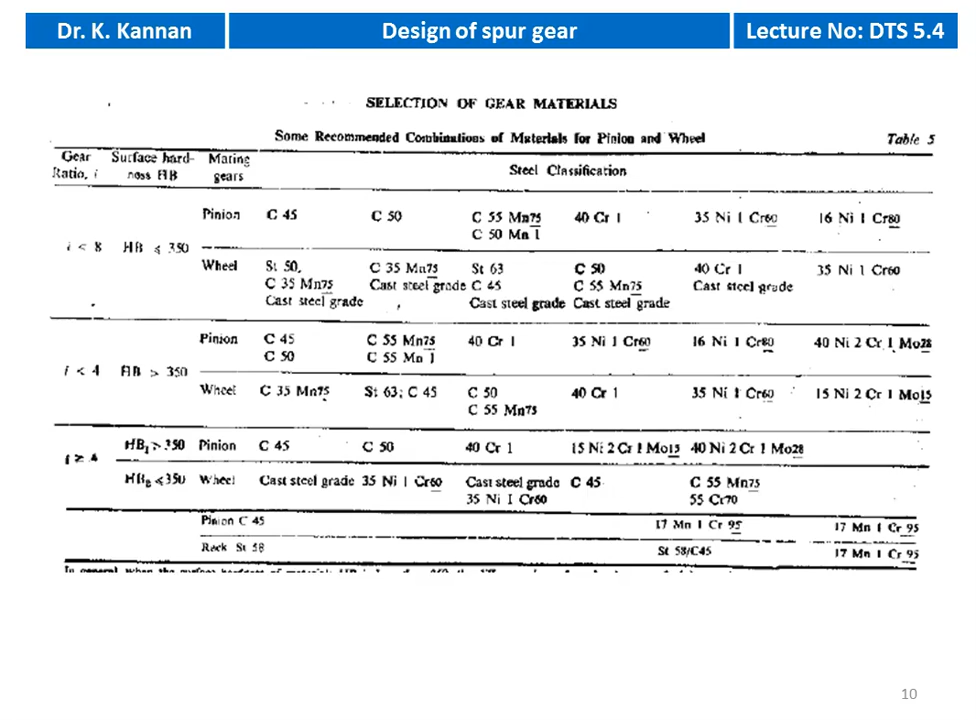 Dr. K. Kannan Design of spur gear Lecture No: DTS 5.4
SELECTION OF GEAR MATERIALS
Some Recommended Combinations of Materials for Pinion and Wheel Table 5
Gear Surface hard- Mating
Ratio, i ness HB gears Steel Classification
Pinion C 45 C 50 C 55 Mn75 40 Cr 1 35 Ni 1 Cr60 16 Ni 1 Cr80
C 50 Mn 1
i < 8 HB ⩽ 350
Wheel St 50, C 35 Mn75 St 63 C 50 40 Cr 1 35 Ni 1 Cr60
C 35 Mn75 Cast steel grade C 45 C 55 Mn75 Cast steel grade
Cast steel grade Cast steel grade Cast steel grade
Pinion C 45 C 55 Mn75 40 Cr 1 35 Ni 1 Cr60 16 Ni 1 Cr80 40 Ni 2 Cr 1 Mo28
C 50 C 55 Mn 1
i < 4 HB > 350
Wheel C 35 Mn75 St 63; C 45 C 50 40 Cr 1 35 Ni 1 Cr60 15 Ni 2 Cr 1 Mo15
C 55 Mn75
HB₁ > 350 Pinion C 45 C 50 40 Cr 1 15 Ni 2 Cr 1 Mo15 40 Ni 2 Cr 1 Mo28
i ≥ 4
HB₂ ⩽ 350 Wheel Cast steel grade 35 Ni 1 Cr60 Cast steel grade C 45 C 55 Mn75
35 Ni 1 Cr60 55 Cr70
Pinion C 45 17 Mn 1 Cr 95 17 Mn 1 Cr 95
Rack St 58 St 58/C45 17 Mn 1 Cr 95
In general, when the surface hardness of
10